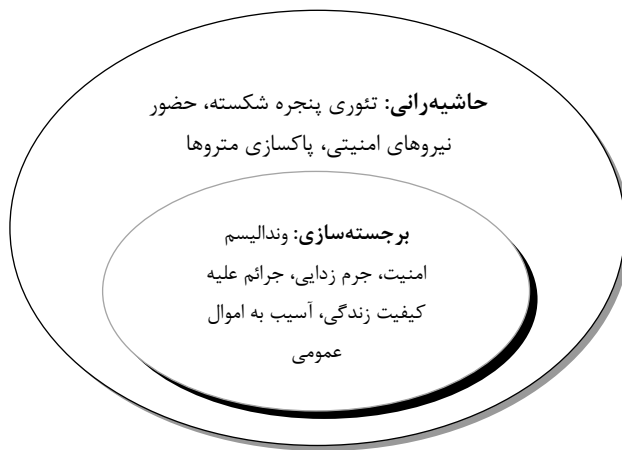 حاشیه‌رانی: تئوری پنجره شکسته، حضور
نیروهای امنیتی، پاکسازی متروها
برجسته‌سازی: وندالیسم
امنیت، جرم زدایی، جرائم علیه
کیفیت زندگی، آسیب به اموال
عمومی